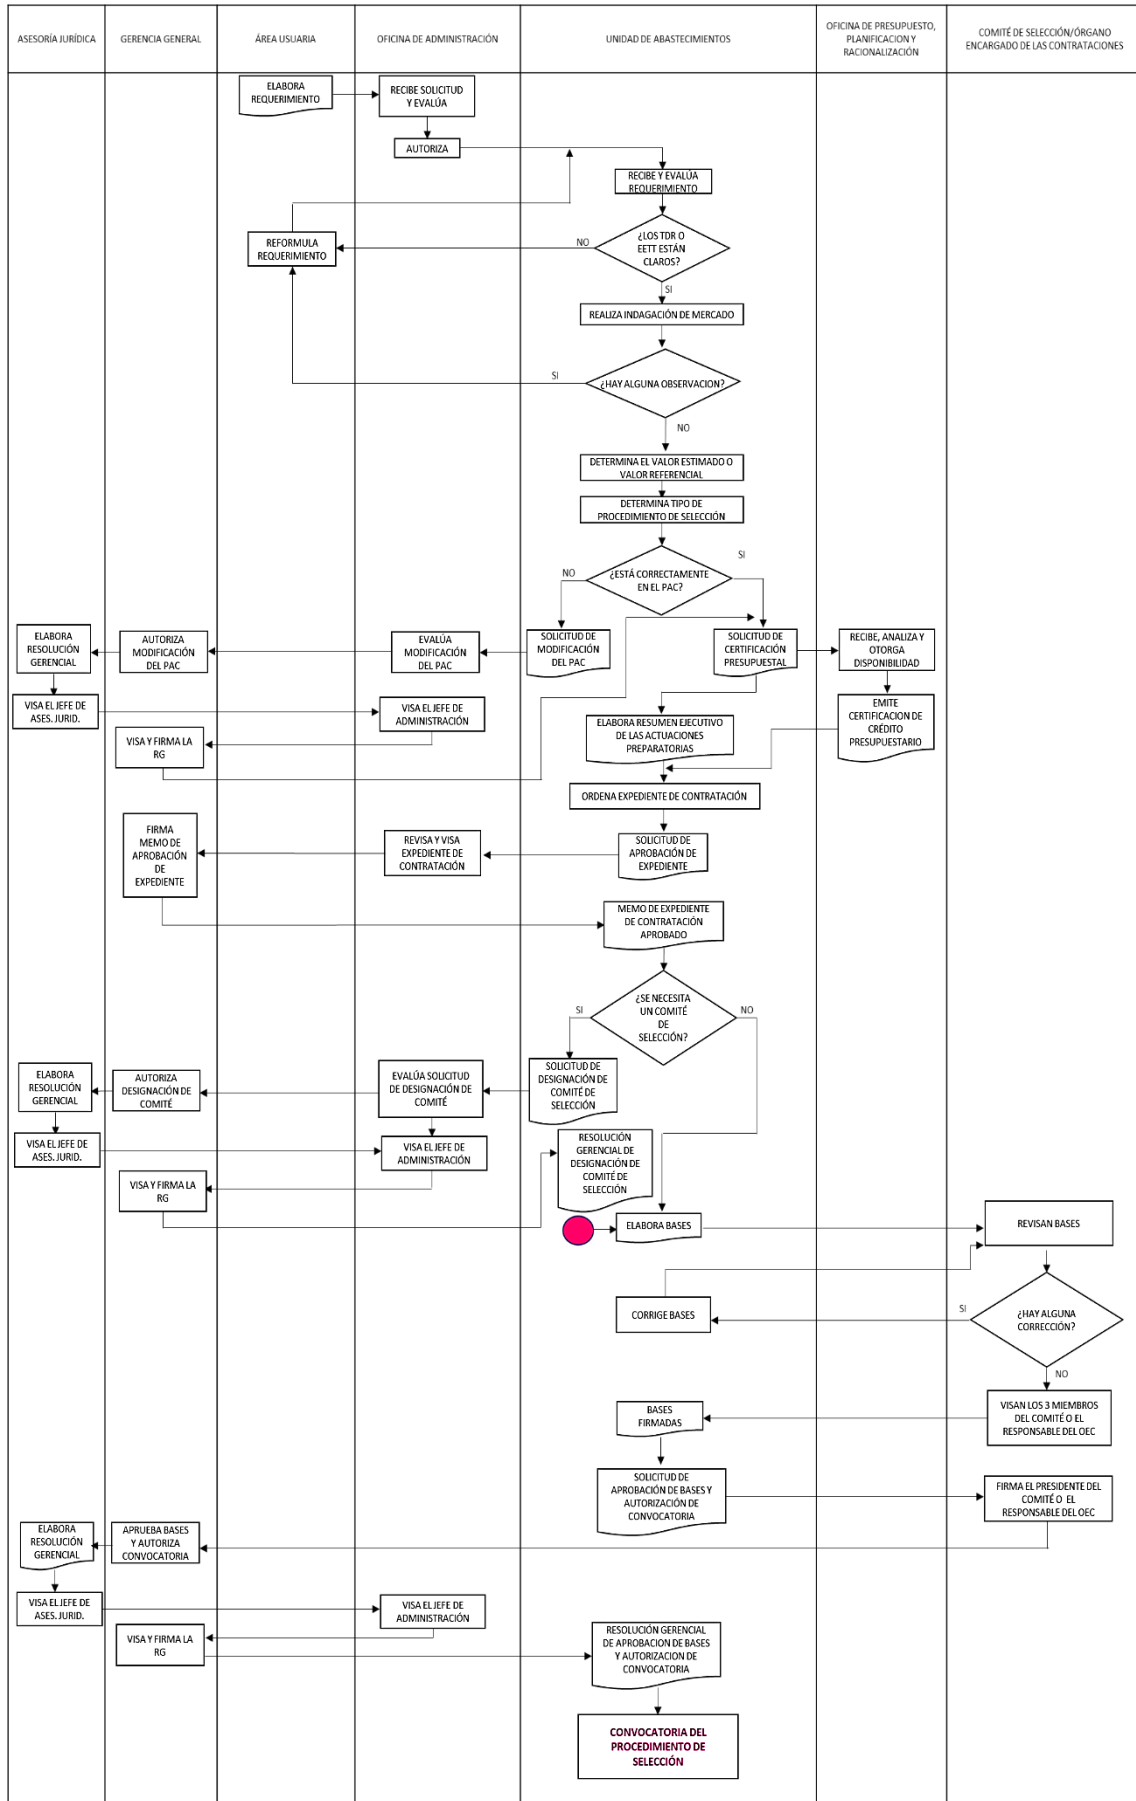 ASESORÍA JURÍDICA
GERENCIA GENERAL
ÁREA USUARIA
OFICINA DE ADMINISTRACIÓN
UNIDAD DE ABASTECIMIENTOS
OFICINA DE PRESUPUESTO,
PLANIFICACION Y
RACIONALIZACIÓN
COMITÉ DE SELECCIÓN/ÓRGANO
ENCARGADO DE LAS CONTRATACIONES
ELABORA
REQUERIMIENTO
RECIBE SOLICITUD
Y EVALÚA
AUTORIZA
RECIBE Y EVALÚA
REQUERIMIENTO
REFORMULA
REQUERIMIENTO
NO
¿LOS TDR O
EETT ESTÁN
CLAROS?
SI
REALIZA INDAGACIÓN DE MERCADO
SI
¿HAY ALGUNA OBSERVACION?
NO
DETERMINA EL VALOR ESTIMADO O
VALOR REFERENCIAL
DETERMINA TIPO DE
PROCEDIMIENTO DE SELECCIÓN
SI
NO
¿ESTÁ CORRECTAMENTE
EN EL PAC?
ELABORA
RESOLUCIÓN
GERENCIAL
AUTORIZA
MODIFICACIÓN
DEL PAC
EVALÚA
MODIFICACIÓN
DEL PAC
SOLICITUD DE
MODIFICACIÓN
DEL PAC
SOLICITUD DE
CERTIFICACIÓN
PRESUPUESTAL
RECIBE, ANALIZA Y
OTORGA
DISPONIBILIDAD
VISA EL JEFE DE
ASES. JURID.
VISA EL JEFE DE
ADMINISTRACIÓN
VISA Y FIRMA LA
RG
ELABORA RESUMEN EJECUTIVO
DE LAS ACTUACIONES
PREPARATORIAS
EMITE
CERTIFICACION DE
CRÉDITO
PRESUPUESTARIO
ORDENA EXPEDIENTE DE CONTRATACIÓN
FIRMA
MEMO DE
APROBACIÓN
DE
EXPEDIENTE
REVISA Y VISA
EXPEDIENTE DE
CONTRATACIÓN
SOLICITUD DE
APROBACIÓN DE
EXPEDIENTE
MEMO DE EXPEDIENTE
DE CONTRATACIÓN
APROBADO
SI
¿SE NECESITA
UN COMITÉ
DE
SELECCIÓN?
NO
ELABORA
RESOLUCIÓN
GERENCIAL
AUTORIZA
DESIGNACIÓN DE
COMITÉ
EVALÚA SOLICITUD
DE DESIGNACIÓN DE
COMITÉ
SOLICITUD DE
DESIGNACIÓN DE
COMITÉ DE
SELECCIÓN
VISA EL JEFE DE
ASES. JURID.
VISA EL JEFE DE
ADMINISTRACIÓN
VISA Y FIRMA LA
RG
RESOLUCIÓN
GERENCIAL DE
DESIGNACIÓN DE
COMITÉ DE
SELECCIÓN
ELABORA BASES
REVISAN BASES
CORRIGE BASES
SI
¿HAY ALGUNA
CORRECCIÓN?
NO
BASES
FIRMADAS
VISAN LOS 3 MIEMBROS
DEL COMITÉ O EL
RESPONSABLE DEL OEC
SOLICITUD DE
APROBACIÓN DE BASES Y
AUTORIZACIÓN DE
CONVOCATORIA
FIRMA EL PRESIDENTE DEL
COMITÉ O EL
RESPONSABLE DEL OEC
ELABORA
RESOLUCIÓN
GERENCIAL
APRUEBA BASES
Y AUTORIZA
CONVOCATORIA
VISA EL JEFE DE
ASES. JURID.
VISA EL JEFE DE
ADMINISTRACIÓN
VISA Y FIRMA LA
RG
RESOLUCIÓN GERENCIAL
DE APROBACION DE BASES
Y AUTORIZACION DE
CONVOCATORIA
CONVOCATORIA DEL
PROCEDIMIENTO DE
SELECCIÓN